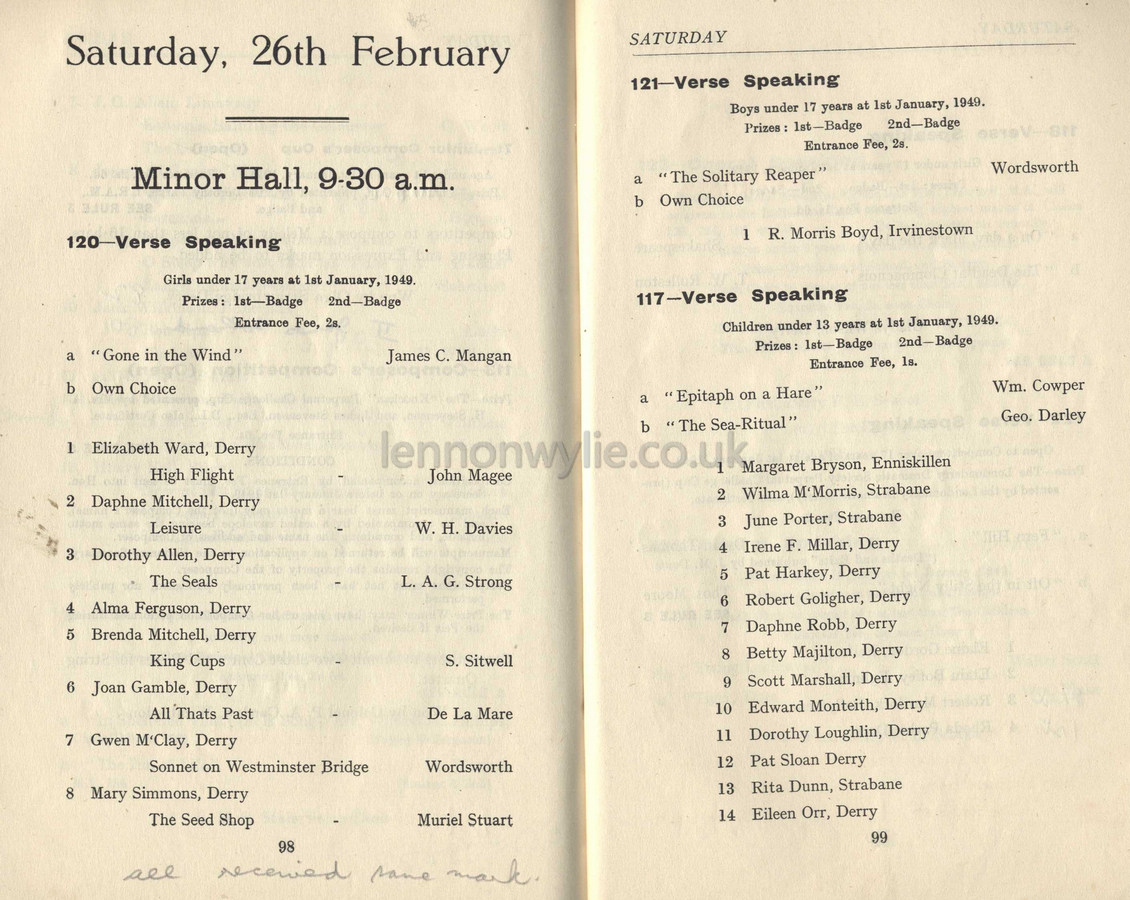 Saturday, 26th February
Minor Hall, 9-30 a.m.
120—Verse Speaking
Girls under 17 years at 1st January, 1949.
Prizes: 1st—Badge 2nd—Badge
Entrance Fee, 2s.
a "Gone in the Wind" James C. Mangan
b Own Choice
1 Elizabeth Ward, Derry
High Flight - John Magee
2 Daphne Mitchell, Derry
Leisure - W. H. Davies
3 Dorothy Allen, Derry
The Seals - L. A. G. Strong
4 Alma Ferguson, Derry
5 Brenda Mitchell, Derry
King Cups - S. Sitwell
6 Joan Gamble, Derry
All Thats Past - De La Mare
7 Gwen M'Clay, Derry
Sonnet on Westminster Bridge Wordsworth
8 Mary Simmons, Derry
The Seed Shop - Muriel Stuart
98
all received same mark.
SATURDAY
121—Verse Speaking
Boys under 17 years at 1st January, 1949.
Prizes: 1st—Badge 2nd—Badge
Entrance Fee, 2s.
a "The Solitary Reaper" Wordsworth
b Own Choice
1 R. Morris Boyd, Irvinestown
117—Verse Speaking
Children under 13 years at 1st January, 1949.
Prizes: 1st—Badge 2nd—Badge
Entrance Fee, 1s.
a "Epitaph on a Hare" Wm. Cowper
b "The Sea-Ritual" Geo. Darley
1 Margaret Bryson, Enniskillen
2 Wilma M'Morris, Strabane
3 June Porter, Strabane
4 Irene F. Millar, Derry
5 Pat Harkey, Derry
6 Robert Goligher, Derry
7 Daphne Robb, Derry
8 Betty Majilton, Derry
9 Scott Marshall, Derry
10 Edward Monteith, Derry
11 Dorothy Loughlin, Derry
12 Pat Sloan Derry
13 Rita Dunn, Strabane
14 Eileen Orr, Derry
99
lennonwylie.co.uk